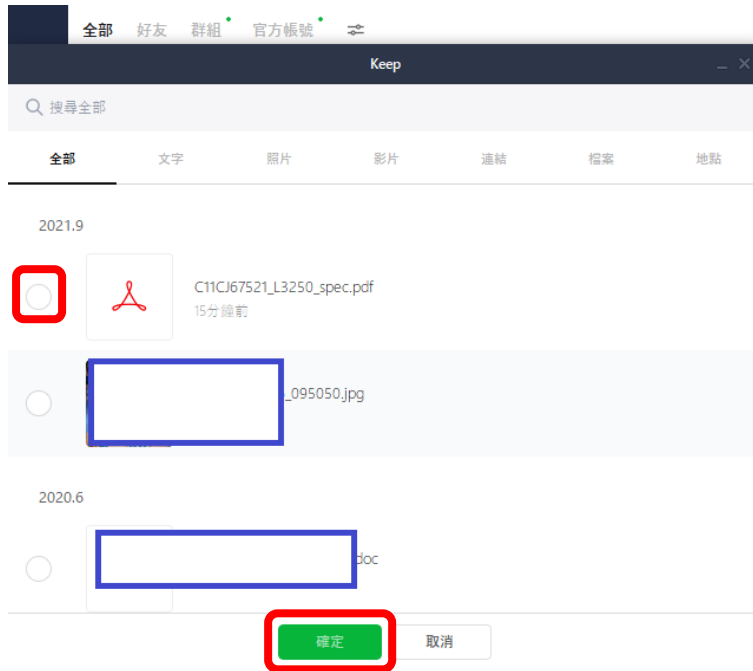 全部 好友 群組 官方帳號
Keep
搜尋全部
全部 文字 照片 影片 連結 檔案 地點
2021.9
C11CJ67521_L3250_spec.pdf
15分鐘前
_095050.jpg
2020.6
doc
確定 取消